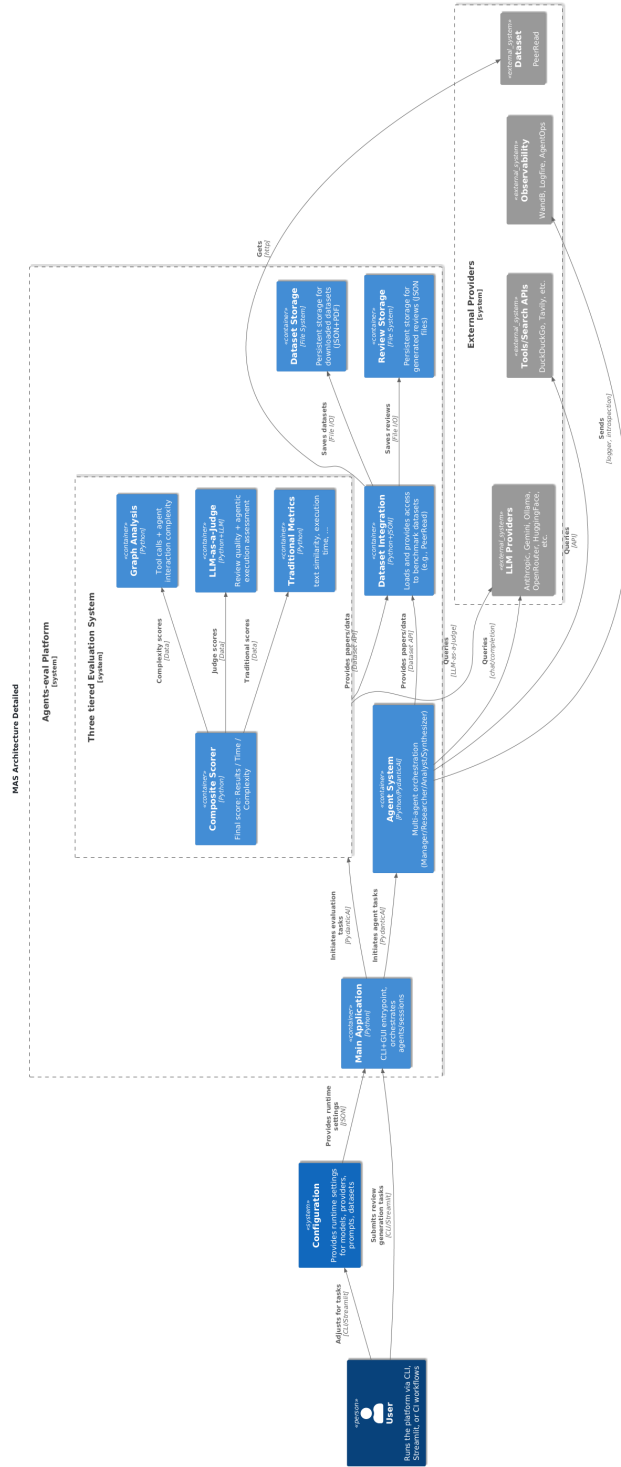 MAS Architecture Detailed
Agents-eval Platform
[system]
Three tiered Evaluation System
[system]
«container»
Graph Analysis
[Python]
Tool calls + agent
interaction complexity
«container»
LLM-as-a-Judge
[Python+LLM]
Review quality + agentic
execution assessment
«container»
Traditional Metrics
[Python]
text similarity, execution
time, ...
«container»
Composite Scorer
[Python]
Final score: Results / Time /
Complexity
Complexity scores
[Data]
Judge scores
[Data]
Traditional scores
[Data]
«container»
Dataset Storage
[File System]
Persistent storage for
downloaded datasets
(JSON+PDF)
«container»
Review Storage
[File System]
Persistent storage for
generated reviews (JSON
files)
Saves datasets
[File I/O]
Saves reviews
[File I/O]
«container»
Dataset Integration
[Python+JSON]
Loads and provides access
to benchmark datasets
(e.g., PeerRead)
Provides papers/data
[Dataset API]
Provides papers/data
[Dataset API]
«container»
Agent System
[Python/PydanticAI]
Multi-agent orchestration
(Manager/Researcher/Analyst/Synthesizer)
Initiates evaluation
tasks
[PydanticAI]
Initiates agent tasks
[PydanticAI]
«container»
Main Application
[Python]
CLI+GUI entrypoint,
orchestrates
agents/sessions
Provides runtime
settings
[JSON]
Submits review
generation tasks
[CLI/Streamlit]
«system»
Configuration
Provides runtime settings
for models, providers,
prompts, datasets
Adjusts for tasks
[CLI/Streamlit]
«person»
User
Runs the platform via CLI,
Streamlit, or CI workflows
External Providers
[system]
«external_system»
Dataset
PeerRead
«external_system»
Observability
WandB, Logfire, AgentOps
«external_system»
Tools/Search APIs
DuckDuckGo, Tavily, etc.
«external_system»
LLM Providers
Anthropic, Gemini, Ollama,
OpenRouter, HuggingFace,
etc.
Gets
[http]
Queries
[LLM-as-a-Judge]
Queries
[chat/completion]
Queries
[API]
Sends
[logger, introspection]